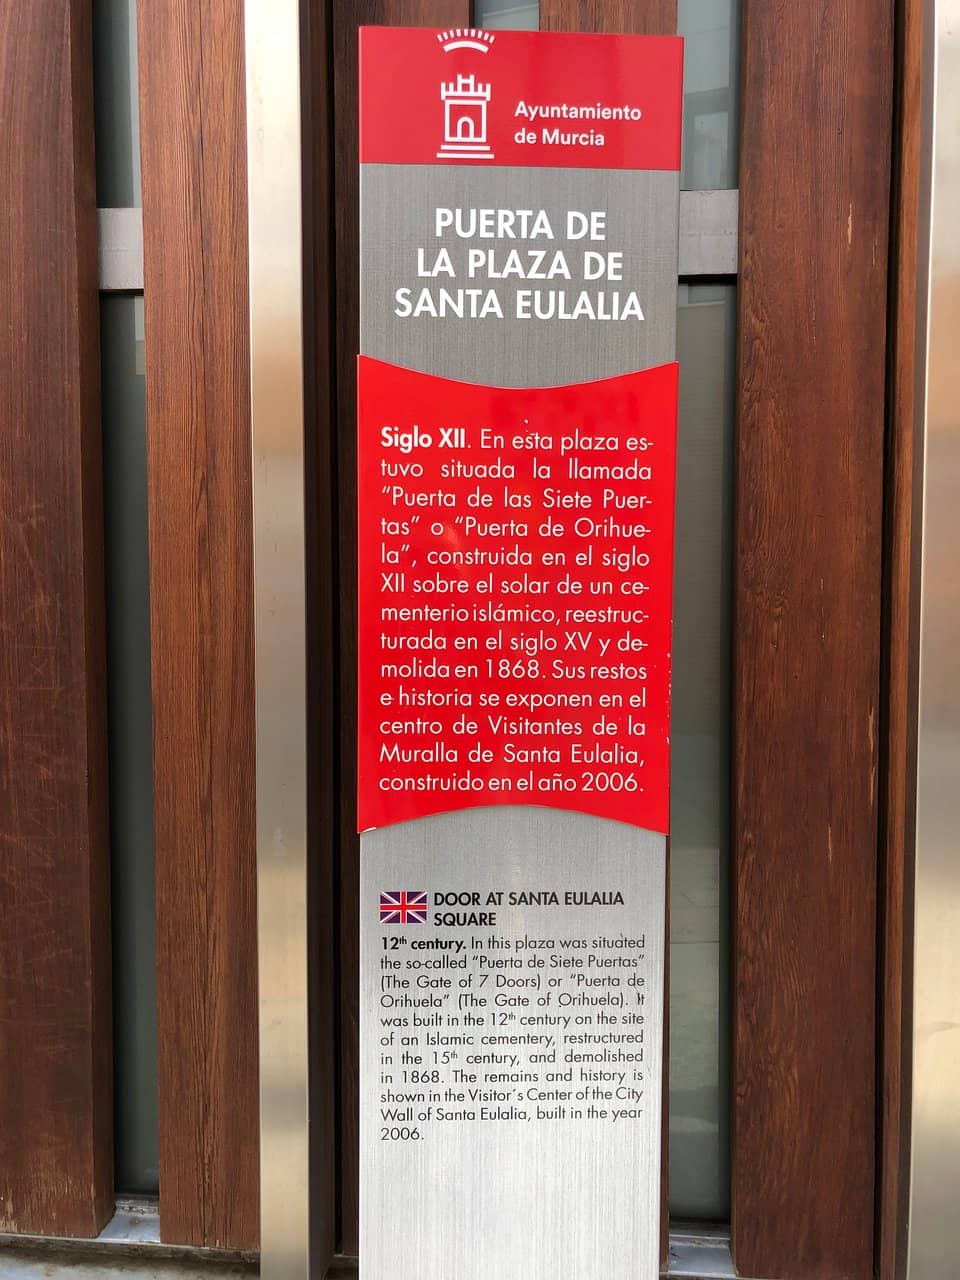 Ayuntamiento
de Murcia
PUERTA DE
LA PLAZA DE
SANTA EULALIA
Siglo XII. En esta plaza es-
tuvo situada la llamada
“Puerta de las Siete Puer-
tas” o “Puerta de Orihue-
la”, construida en el siglo
XII sobre el solar de un ce-
menterio islámico, reestruc-
turada en el siglo XV y de-
molida en 1868. Sus restos
e historia se exponen en el
centro de Visitantes de la
Muralla de Santa Eulalia,
construido en el año 2006.
DOOR AT SANTA EULALIA
SQUARE
12th century. In this plaza was situated
the so-called “Puerta de Siete Puertas”
(The Gate of 7 Doors) or “Puerta de
Orihuela” (The Gate of Orihuela). It
was built in the 12th century on the site
of an Islamic cementery, restructured
in the 15th century, and demolished
in 1868. The remains and history is
shown in the Visitor´s Center of the City
Wall of Santa Eulalia, built in the year
2006.